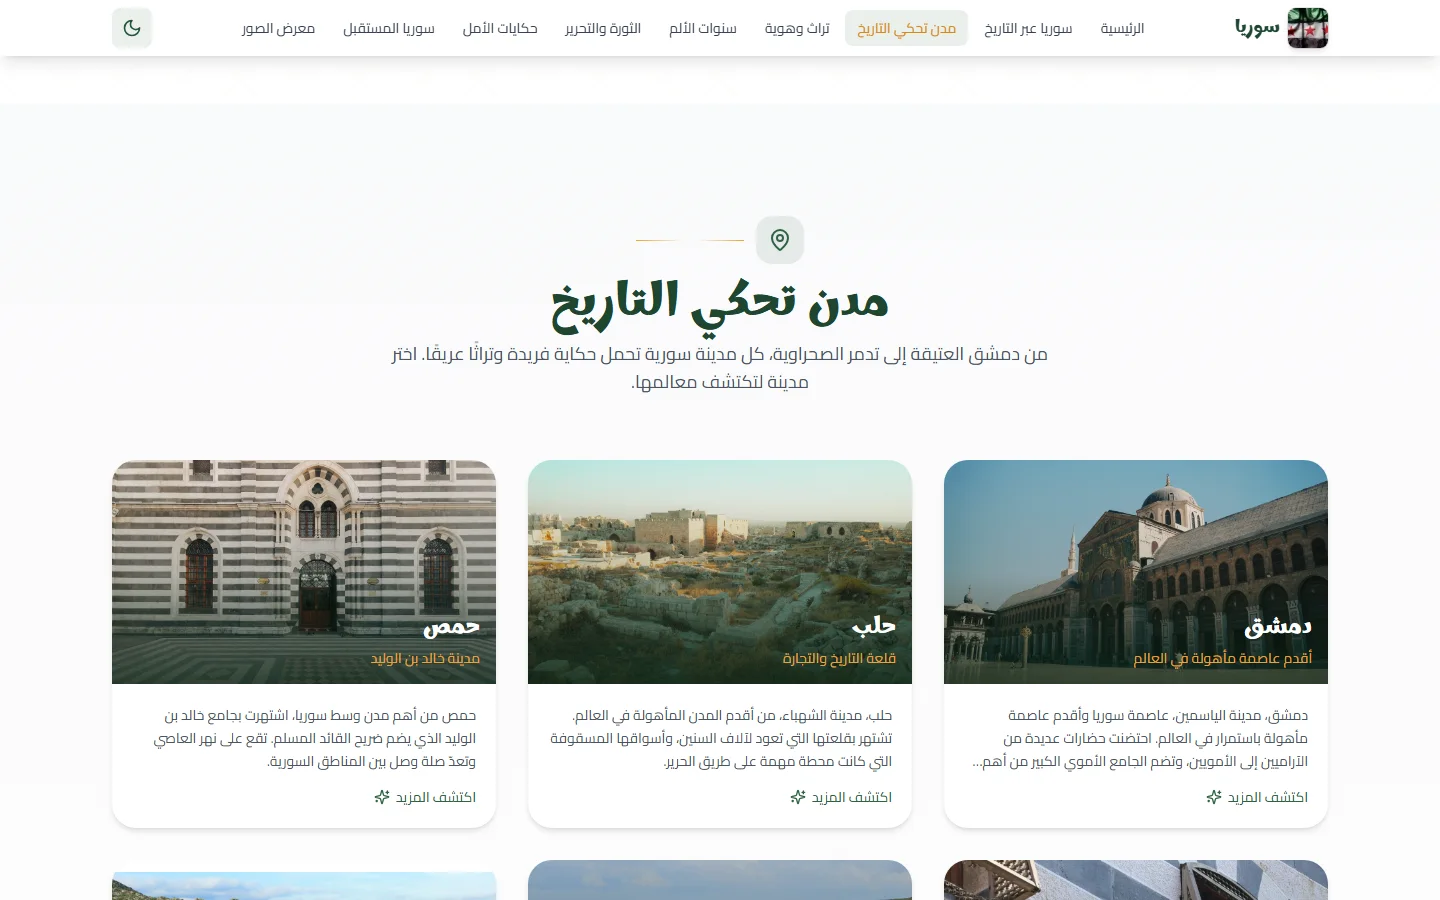 سوريا
الرئيسية
سوريا عبر التاريخ
مدن تحكي التاريخ
تراث وهوية
سنوات الألم
الثورة والتحرير
حكايات الأمل
سوريا المستقبل
معرض الصور
مدن تحكي التاريخ
من دمشق العتيقة إلى تدمر الصحراوية، كل مدينة سورية تحمل حكاية فريدة وتراثًا عريقًا. اختر
مدينة لتكتشف معالمها.
دمشق
أقدم عاصمة مأهولة في العالم
دمشق، مدينة الياسمين، عاصمة سوريا وأقدم عاصمة
مأهولة باستمرار في العالم. احتضنت حضارات عديدة من
الآراميين إلى الأمويين، وتضم الجامع الأموي الكبير من أهم...
اكتشف المزيد
حلب
قلعة التاريخ والتجارة
حلب، مدينة الشهباء، من أقدم المدن المأهولة في العالم.
تشتهر بقلعتها التي تعود لآلاف السنين، وأسواقها المسقوفة
التي كانت محطة مهمة على طريق الحرير.
اكتشف المزيد
حمص
مدينة خالد بن الوليد
حمص من أهم مدن وسط سوريا، اشتهرت بجامع خالد بن
الوليد الذي يضم ضريح القائد المسلم. تقع على نهر العاصي
وتعدّ صلة وصل بين المناطق السورية.
اكتشف المزيد